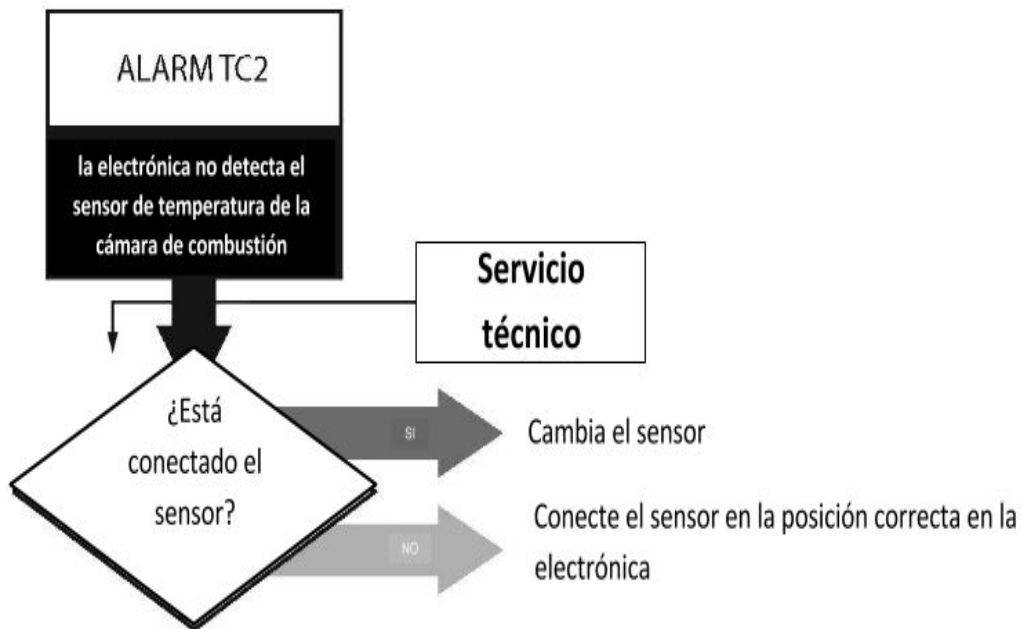 ALARM TC2
la electrónica no detecta el
sensor de temperatura de la
cámara de combustión
Servicio
técnico
¿Está
conectado el
sensor?
SI
Cambia el sensor
NO
Conecte el sensor en la posición correcta en la
electrónica